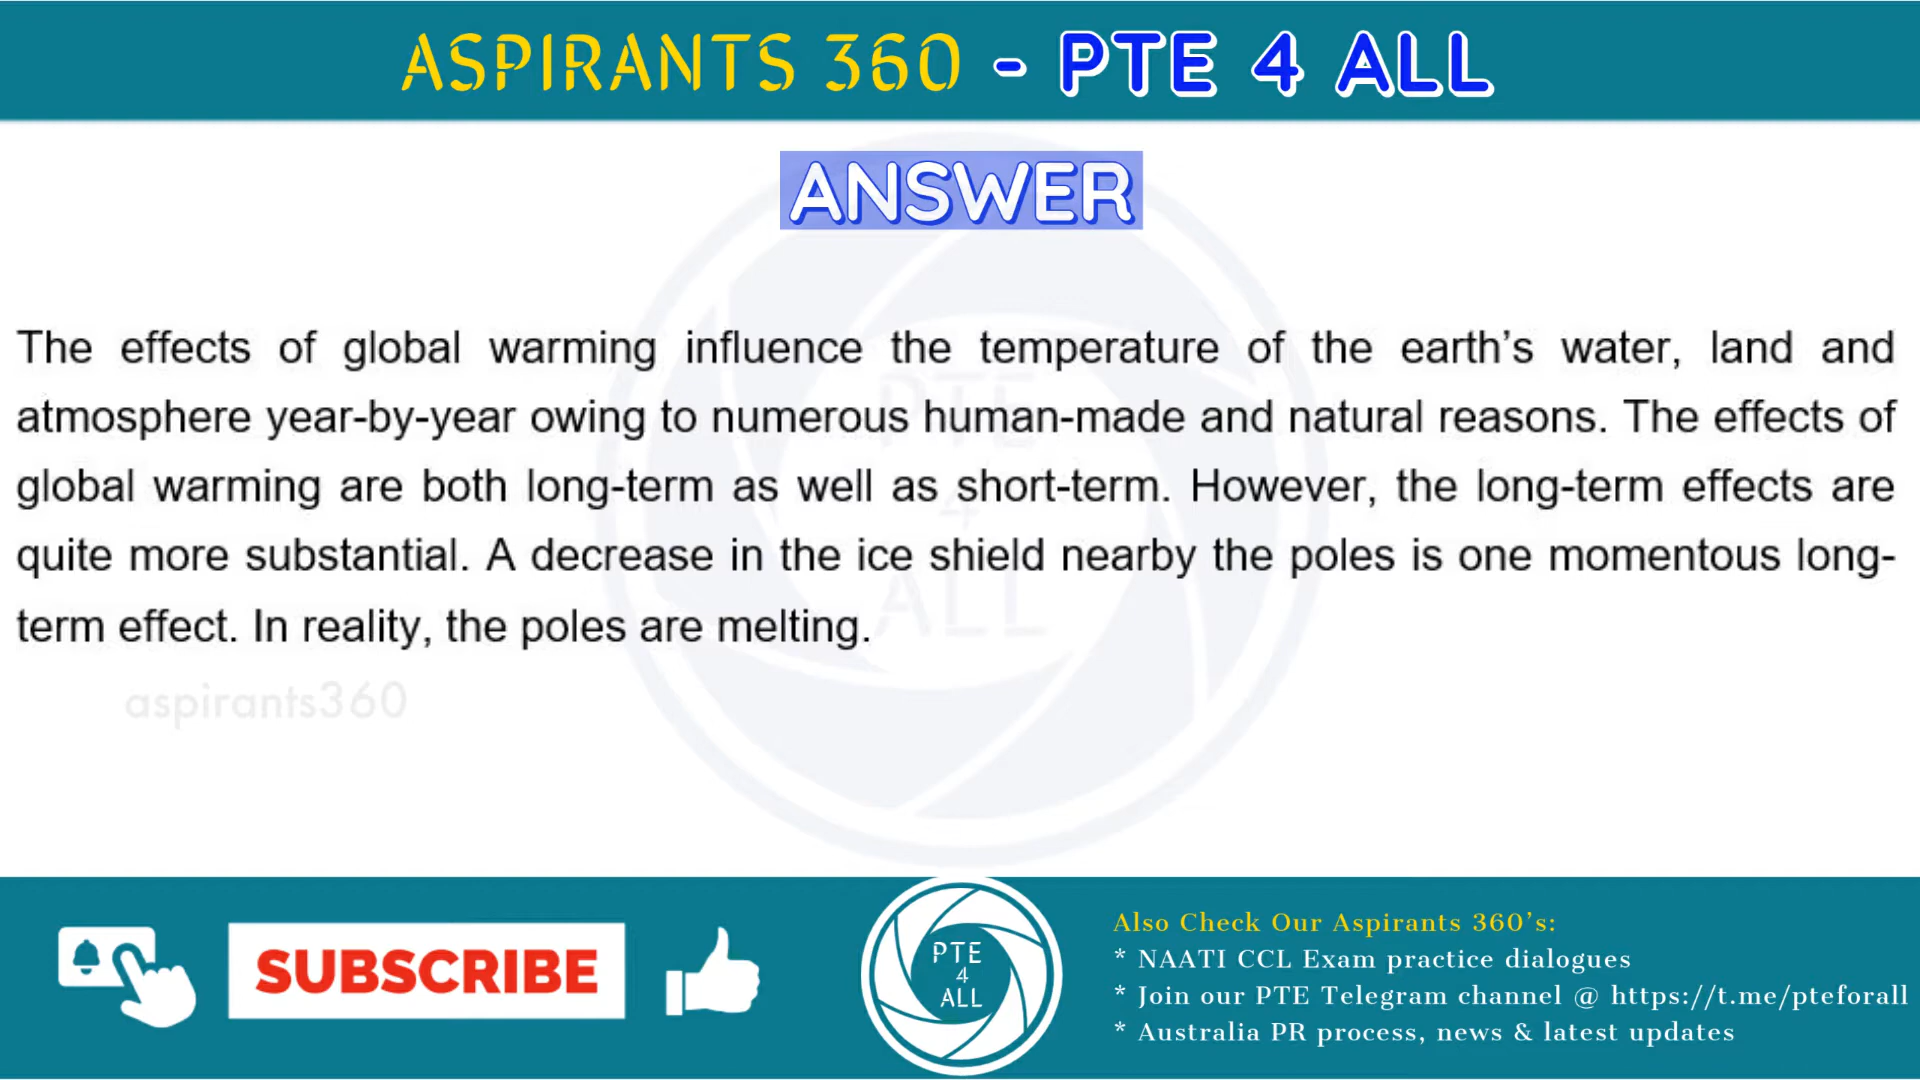 ASPIRANTS 360 - PTE 4 ALL
ANSWER
The effects of global warming influence the temperature of the earth’s water, land and
atmosphere year-by-year owing to numerous human-made and natural reasons. The effects of
global warming are both long-term as well as short-term. However, the long-term effects are
quite more substantial. A decrease in the ice shield nearby the poles is one momentous long-
term effect. In reality, the poles are melting.
PTE
4
ALL
aspirants360
SUBSCRIBE
PTE
4
ALL
Also Check Our Aspirants 360’s:
* NAATI CCL Exam practice dialogues
* Join our PTE Telegram channel @ https://t.me/pteforall
* Australia PR process, news & latest updates